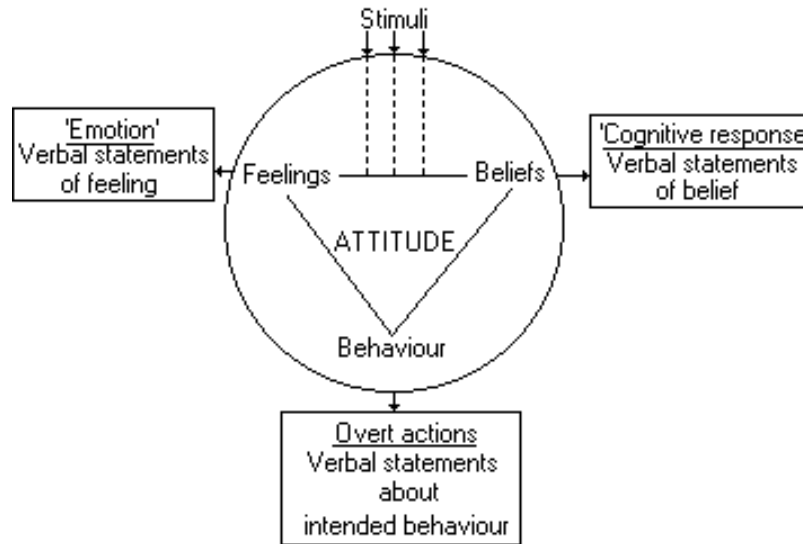 Stimuli
'Emotion'
Verbal statements
of feeling
'Cognitive response
Verbal statements
of belief
Feelings
Beliefs
ATTITUDE
Behaviour
Overt actions
Verbal statements
about
intended behaviour